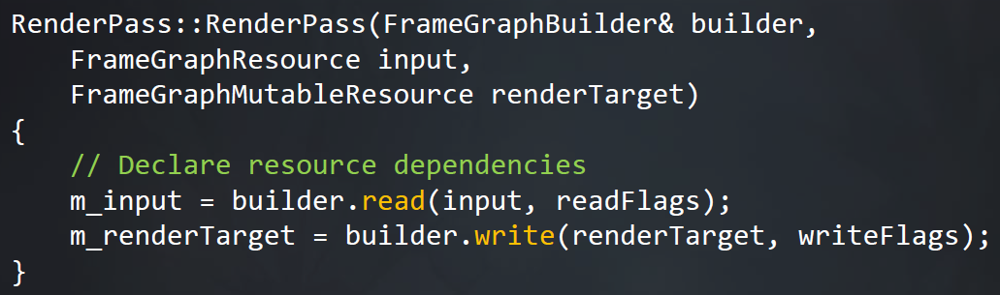 RenderPass::RenderPass(FrameGraphBuilder& builder,
    FrameGraphResource input,
    FrameGraphMutableResource renderTarget)
{
    // Declare resource dependencies
    m_input = builder.read(input, readFlags);
    m_renderTarget = builder.write(renderTarget, writeFlags);
}